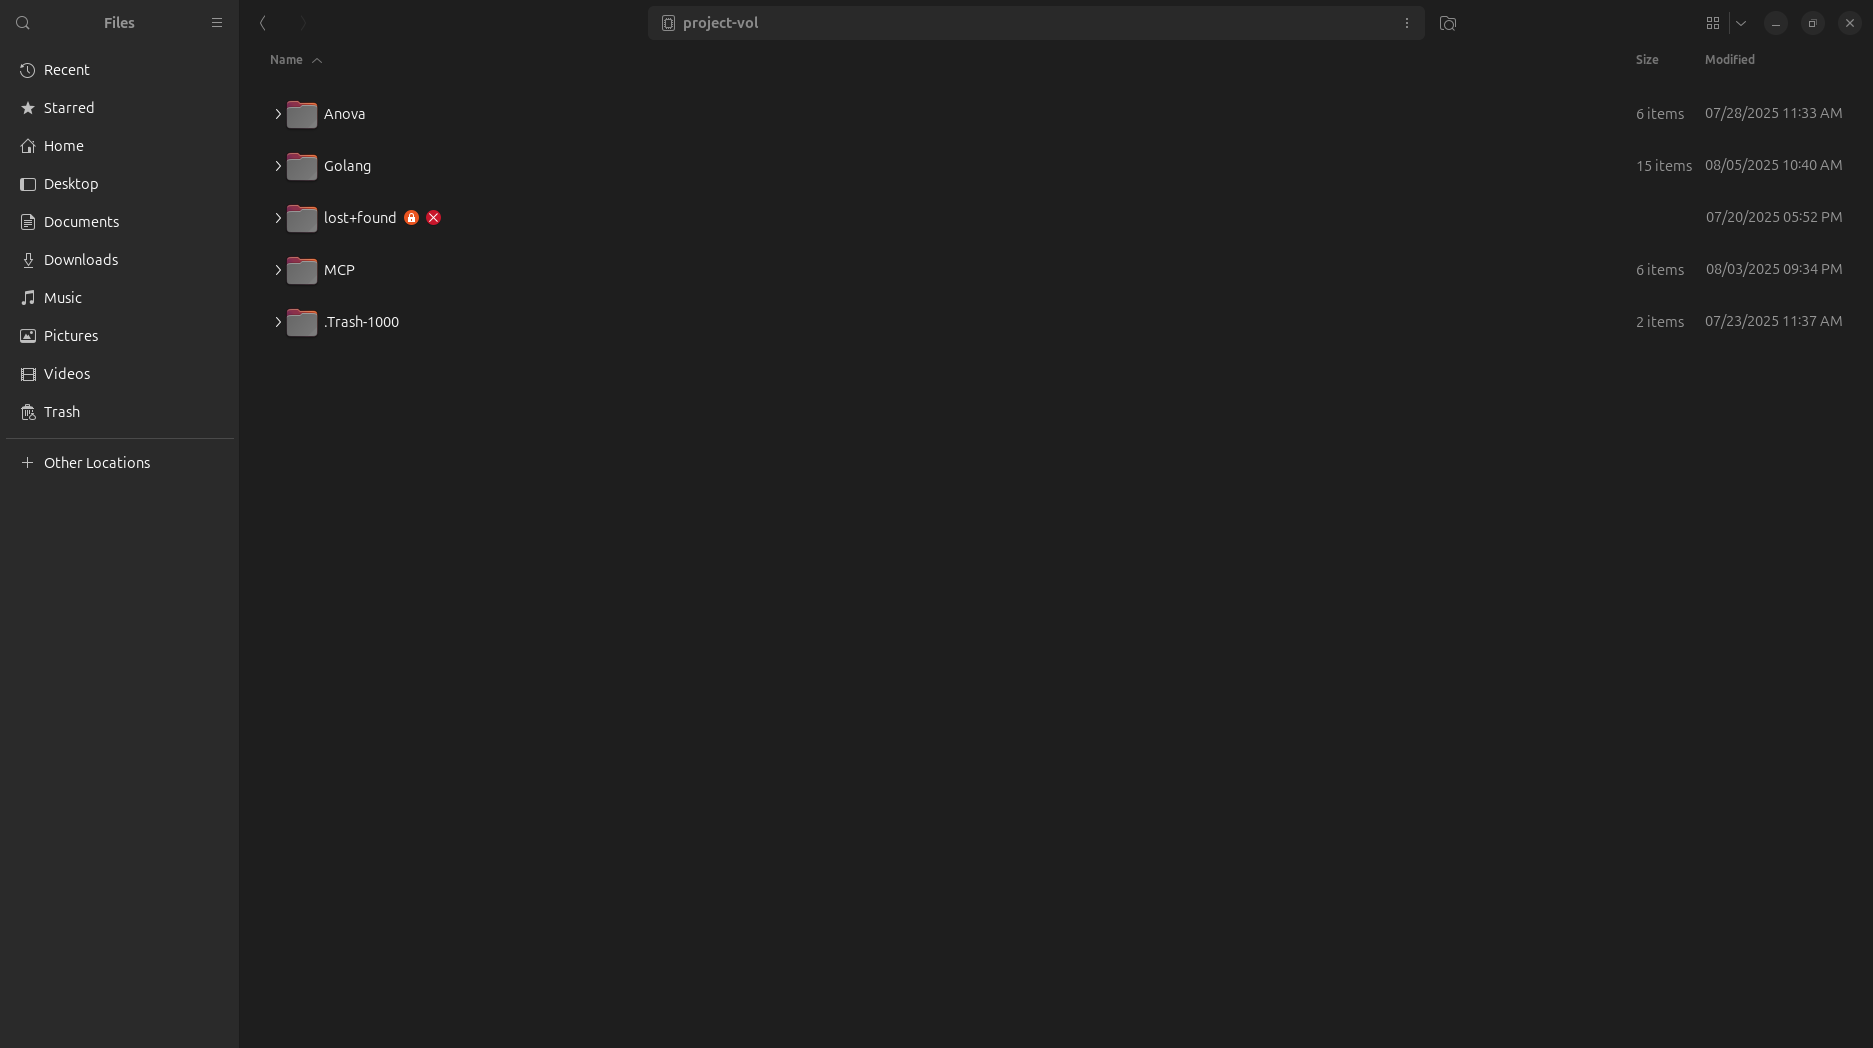 Files
project-vol
Name Size Modified
Recent
Starred
Home
Desktop
Documents
Downloads
Music
Pictures
Videos
Trash
Other Locations
Anova 6 items 07/28/2025 11:33 AM
Golang 15 items 08/05/2025 10:40 AM
lost+found 07/20/2025 05:52 PM
MCP 6 items 08/03/2025 09:34 PM
.Trash-1000 2 items 07/23/2025 11:37 AM